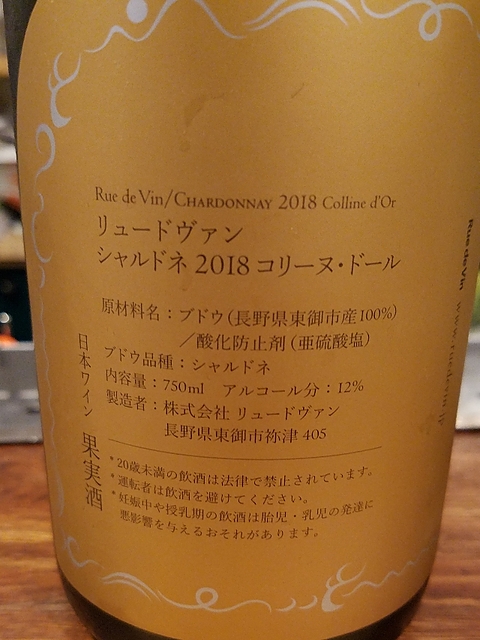 Rue de Vin/CHARDONNAY 2018 Colline d'Or
リュードヴァン
シャルドネ 2018 コリーヌ・ドール
原材料名：ブドウ（長野県東御市産100%）
／酸化防止剤（亜硫酸塩）
ブドウ品種：シャルドネ
内容量：750ml アルコール分：12%
製造者：株式会社 リュードヴァン
長野県東御市祢津 405
日本ワイン 果実酒
*20歳未満の飲酒は法律で禁止されています。
*運転者は飲酒を避けてください。
*妊娠中や授乳期の飲酒は胎児・乳児の発達に
悪影響を与えるおそれがあります。
Rue de Vin